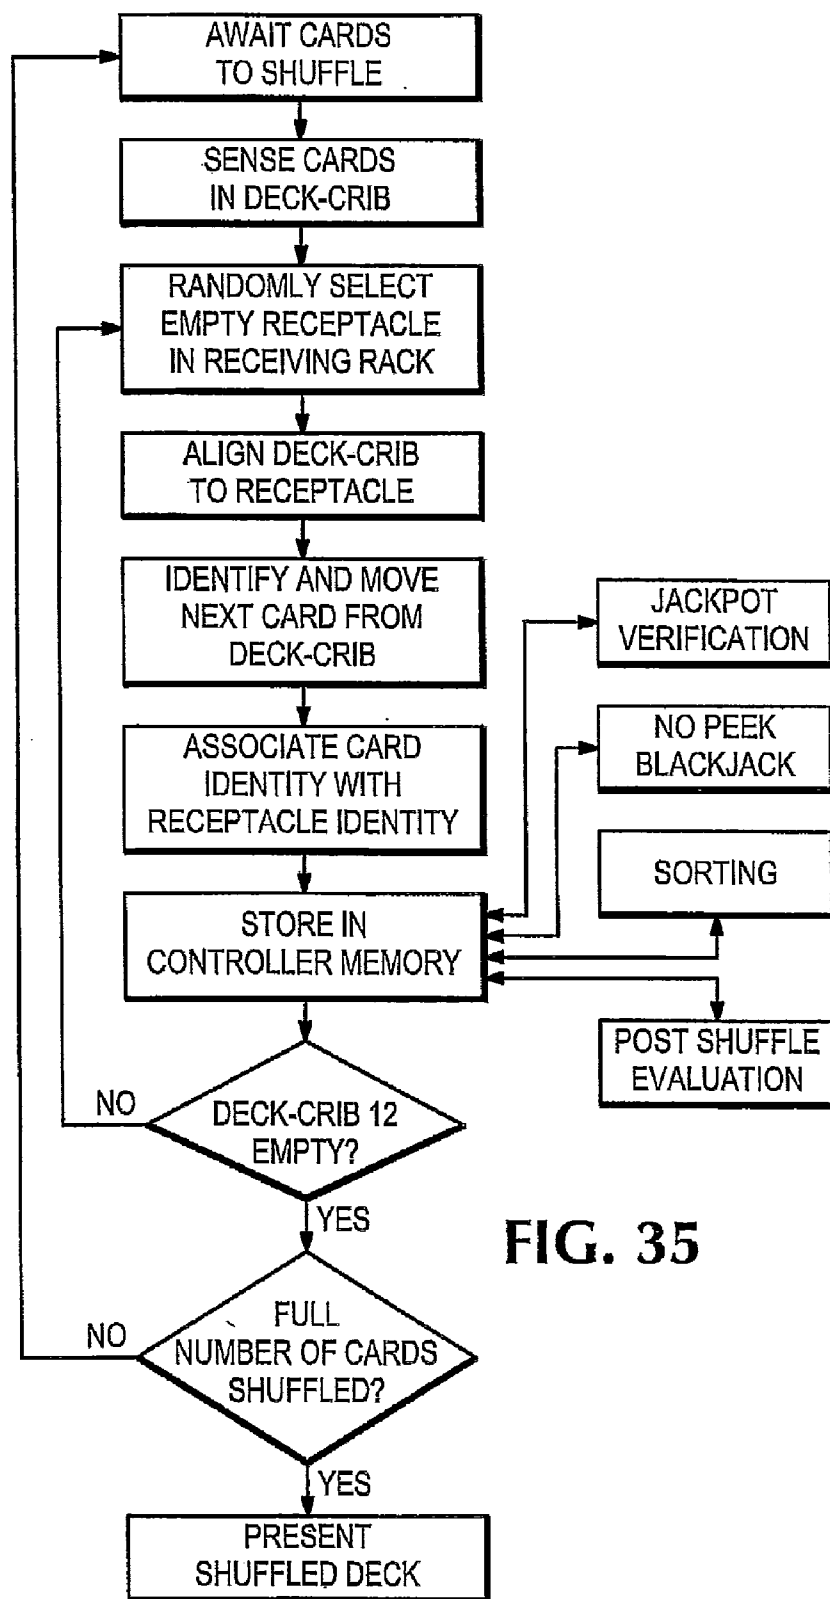 AWAIT CARDS
TO SHUFFLE
SENSE CARDS
IN DECK-CRIB
RANDOMLY SELECT
EMPTY RECEPTACLE
IN RECEIVING RACK
ALIGN DECK-CRIB
TO RECEPTACLE
IDENTIFY AND MOVE
NEXT CARD FROM
DECK-CRIB
JACKPOT
VERIFICATION
ASSOCIATE CARD
IDENTITY WITH
RECEPTACLE IDENTITY
NO PEEK
BLACKJACK
SORTING
STORE IN
CONTROLLER MEMORY
POST SHUFFLE
EVALUATION
NO
DECK-CRIB 12
EMPTY?
YES
FIG. 35
NO
FULL
NUMBER OF CARDS
SHUFFLED?
YES
PRESENT
SHUFFLED DECK